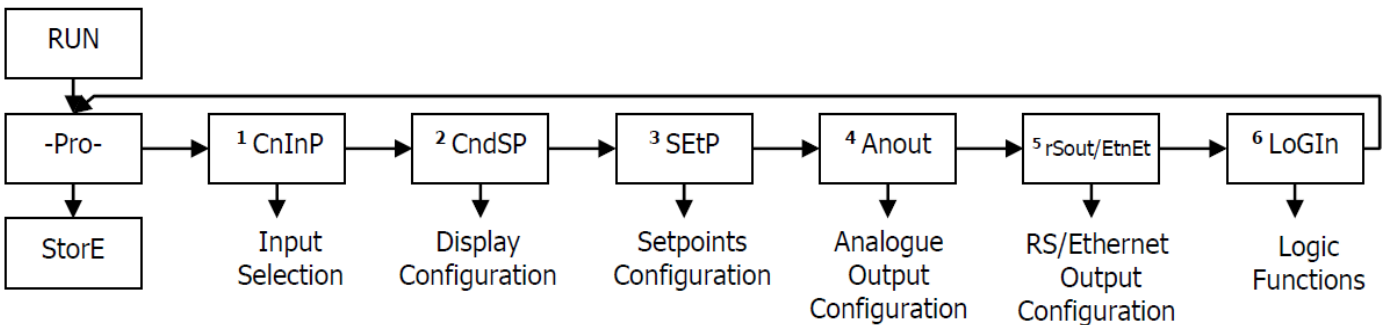 RUN
-Pro-
1 CnInP
2 CndSP
3 SEtP
4 Anout
5 rSout/EtnEt
6 LoGIn
StorE
Input
Selection
Display
Configuration
Setpoints
Configuration
Analogue
Output
Configuration
RS/Ethernet
Output
Configuration
Logic
Functions